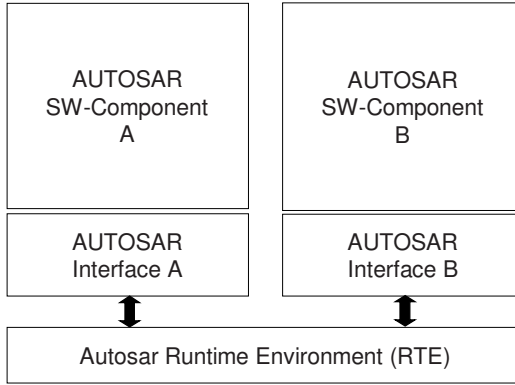 AUTOSAR
SW-Component
A
AUTOSAR
SW-Component
B
AUTOSAR
Interface A
AUTOSAR
Interface B
Autosar Runtime Environment (RTE)